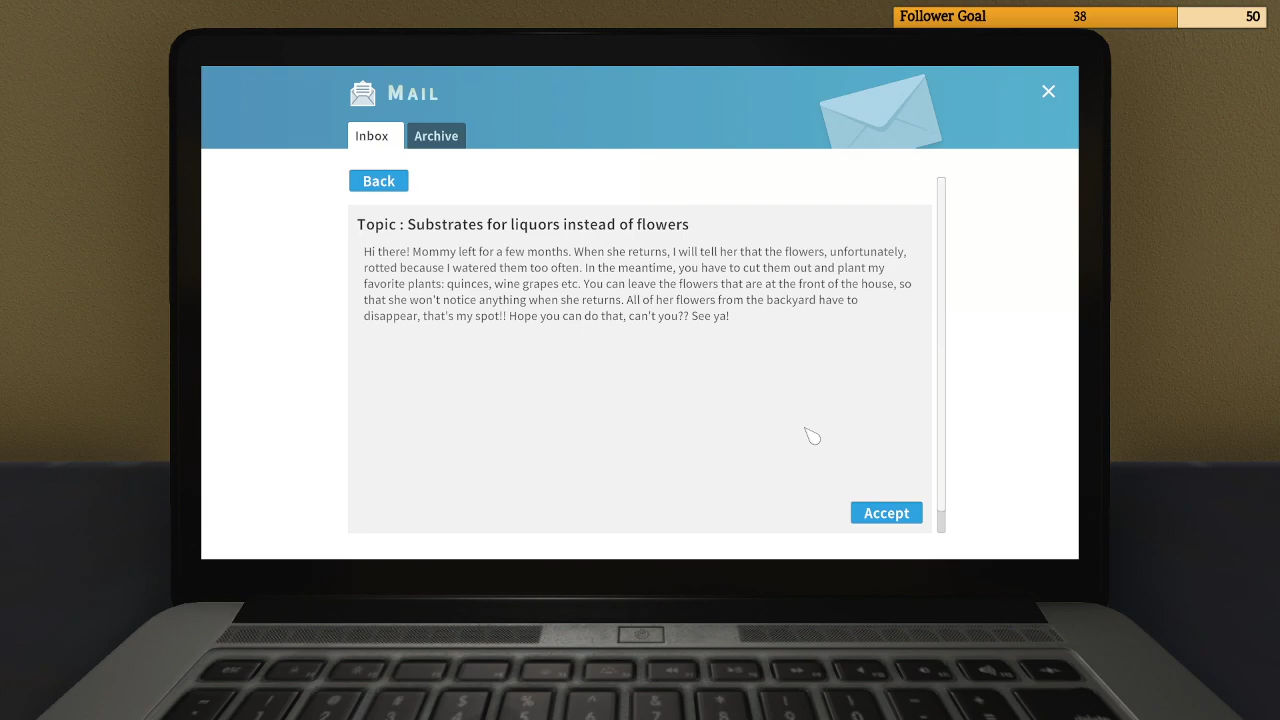 Follower Goal 38 50
MAIL
Inbox Archive
Back
Topic : Substrates for liquors instead of flowers
Hi there! Mommy left for a few months. When she returns, I will tell her that the flowers, unfortunately,
rotted because I watered them too often. In the meantime, you have to cut them out and plant my
favorite plants: quinces, wine grapes etc. You can leave the flowers that are at the front of the house, so
that she won't notice anything when she returns. All of her flowers from the backyard have to
disappear, that's my spot!! Hope you can do that, can't you?? See ya!
Accept
esc